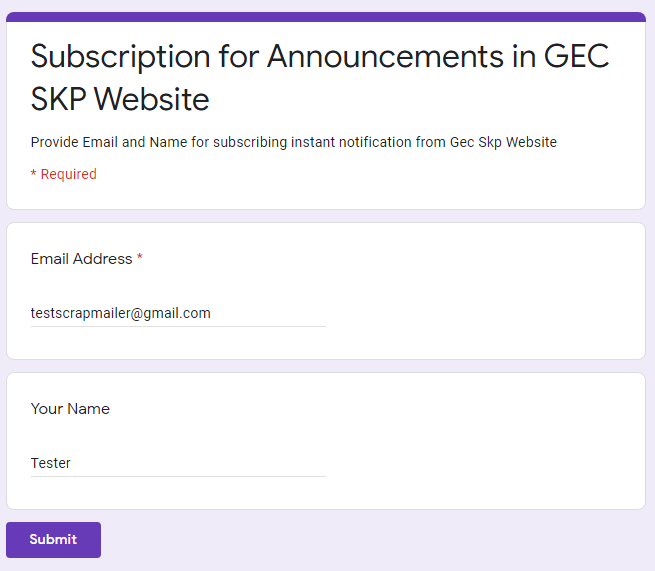 Subscription for Announcements in GEC
SKP Website
Provide Email and Name for subscribing instant notification from Gec Skp Website
* Required
Email Address *
testscrapmailer@gmail.com
Your Name
Tester
Submit